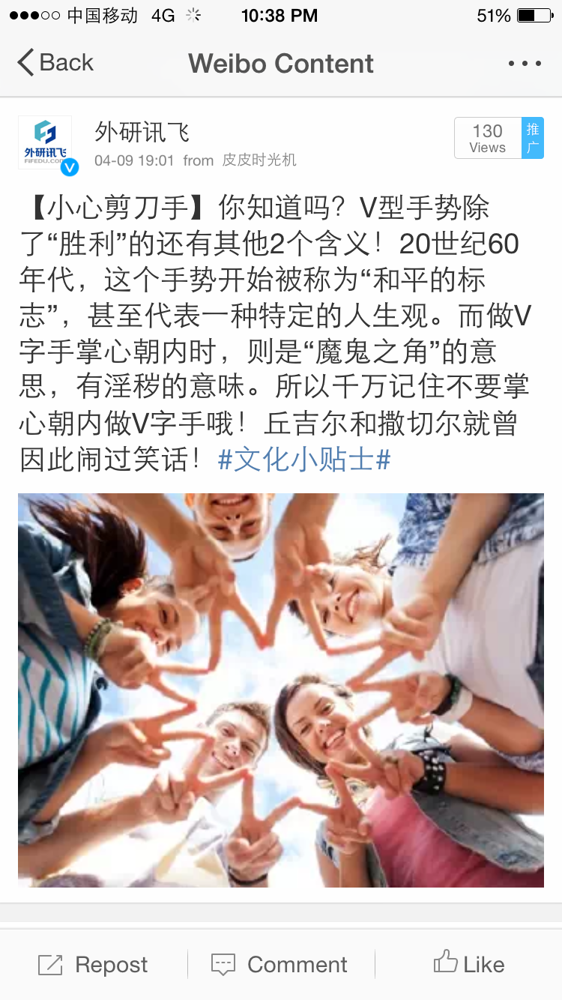 中国移动 4G 10:38 PM 51%
Back Weibo Content
外研讯飞
FiFEDU.COM
外研讯飞
04-09 19:01 from 皮皮时光机
130 Views
推广
【小心剪刀手】你知道吗？V型手势除
了“胜利”的还有其他2个含义！20世纪60
年代，这个手势开始被称为“和平的标
志”，甚至代表一种特定的人生观。而做V
字手掌心朝内时，则是“魔鬼之角”的意
思，有淫秽的意味。所以千万记住不要掌
心朝内做V字手哦！丘吉尔和撒切尔就曾
因此闹过笑话！#文化小贴士#
Repost Comment Like